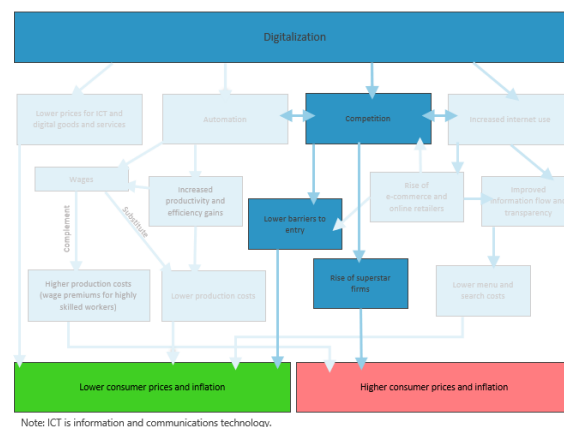 Digitalization
Lower prices for ICT and
digital goods and services
Automation
Competition
Increased internet use
Wages
Increased
productivity and
efficiency gains
Rise of
e-commerce and
online retailers
Improved
information flow and
transparency
Complement
Substitute
Lower barriers to
entry
Higher production costs
(wage premiums for highly
skilled workers)
Lower production costs
Rise of superstar
firms
Lower menu and
search costs
Lower consumer prices and inflation
Higher consumer prices and inflation
Note: ICT is information and communications technology.